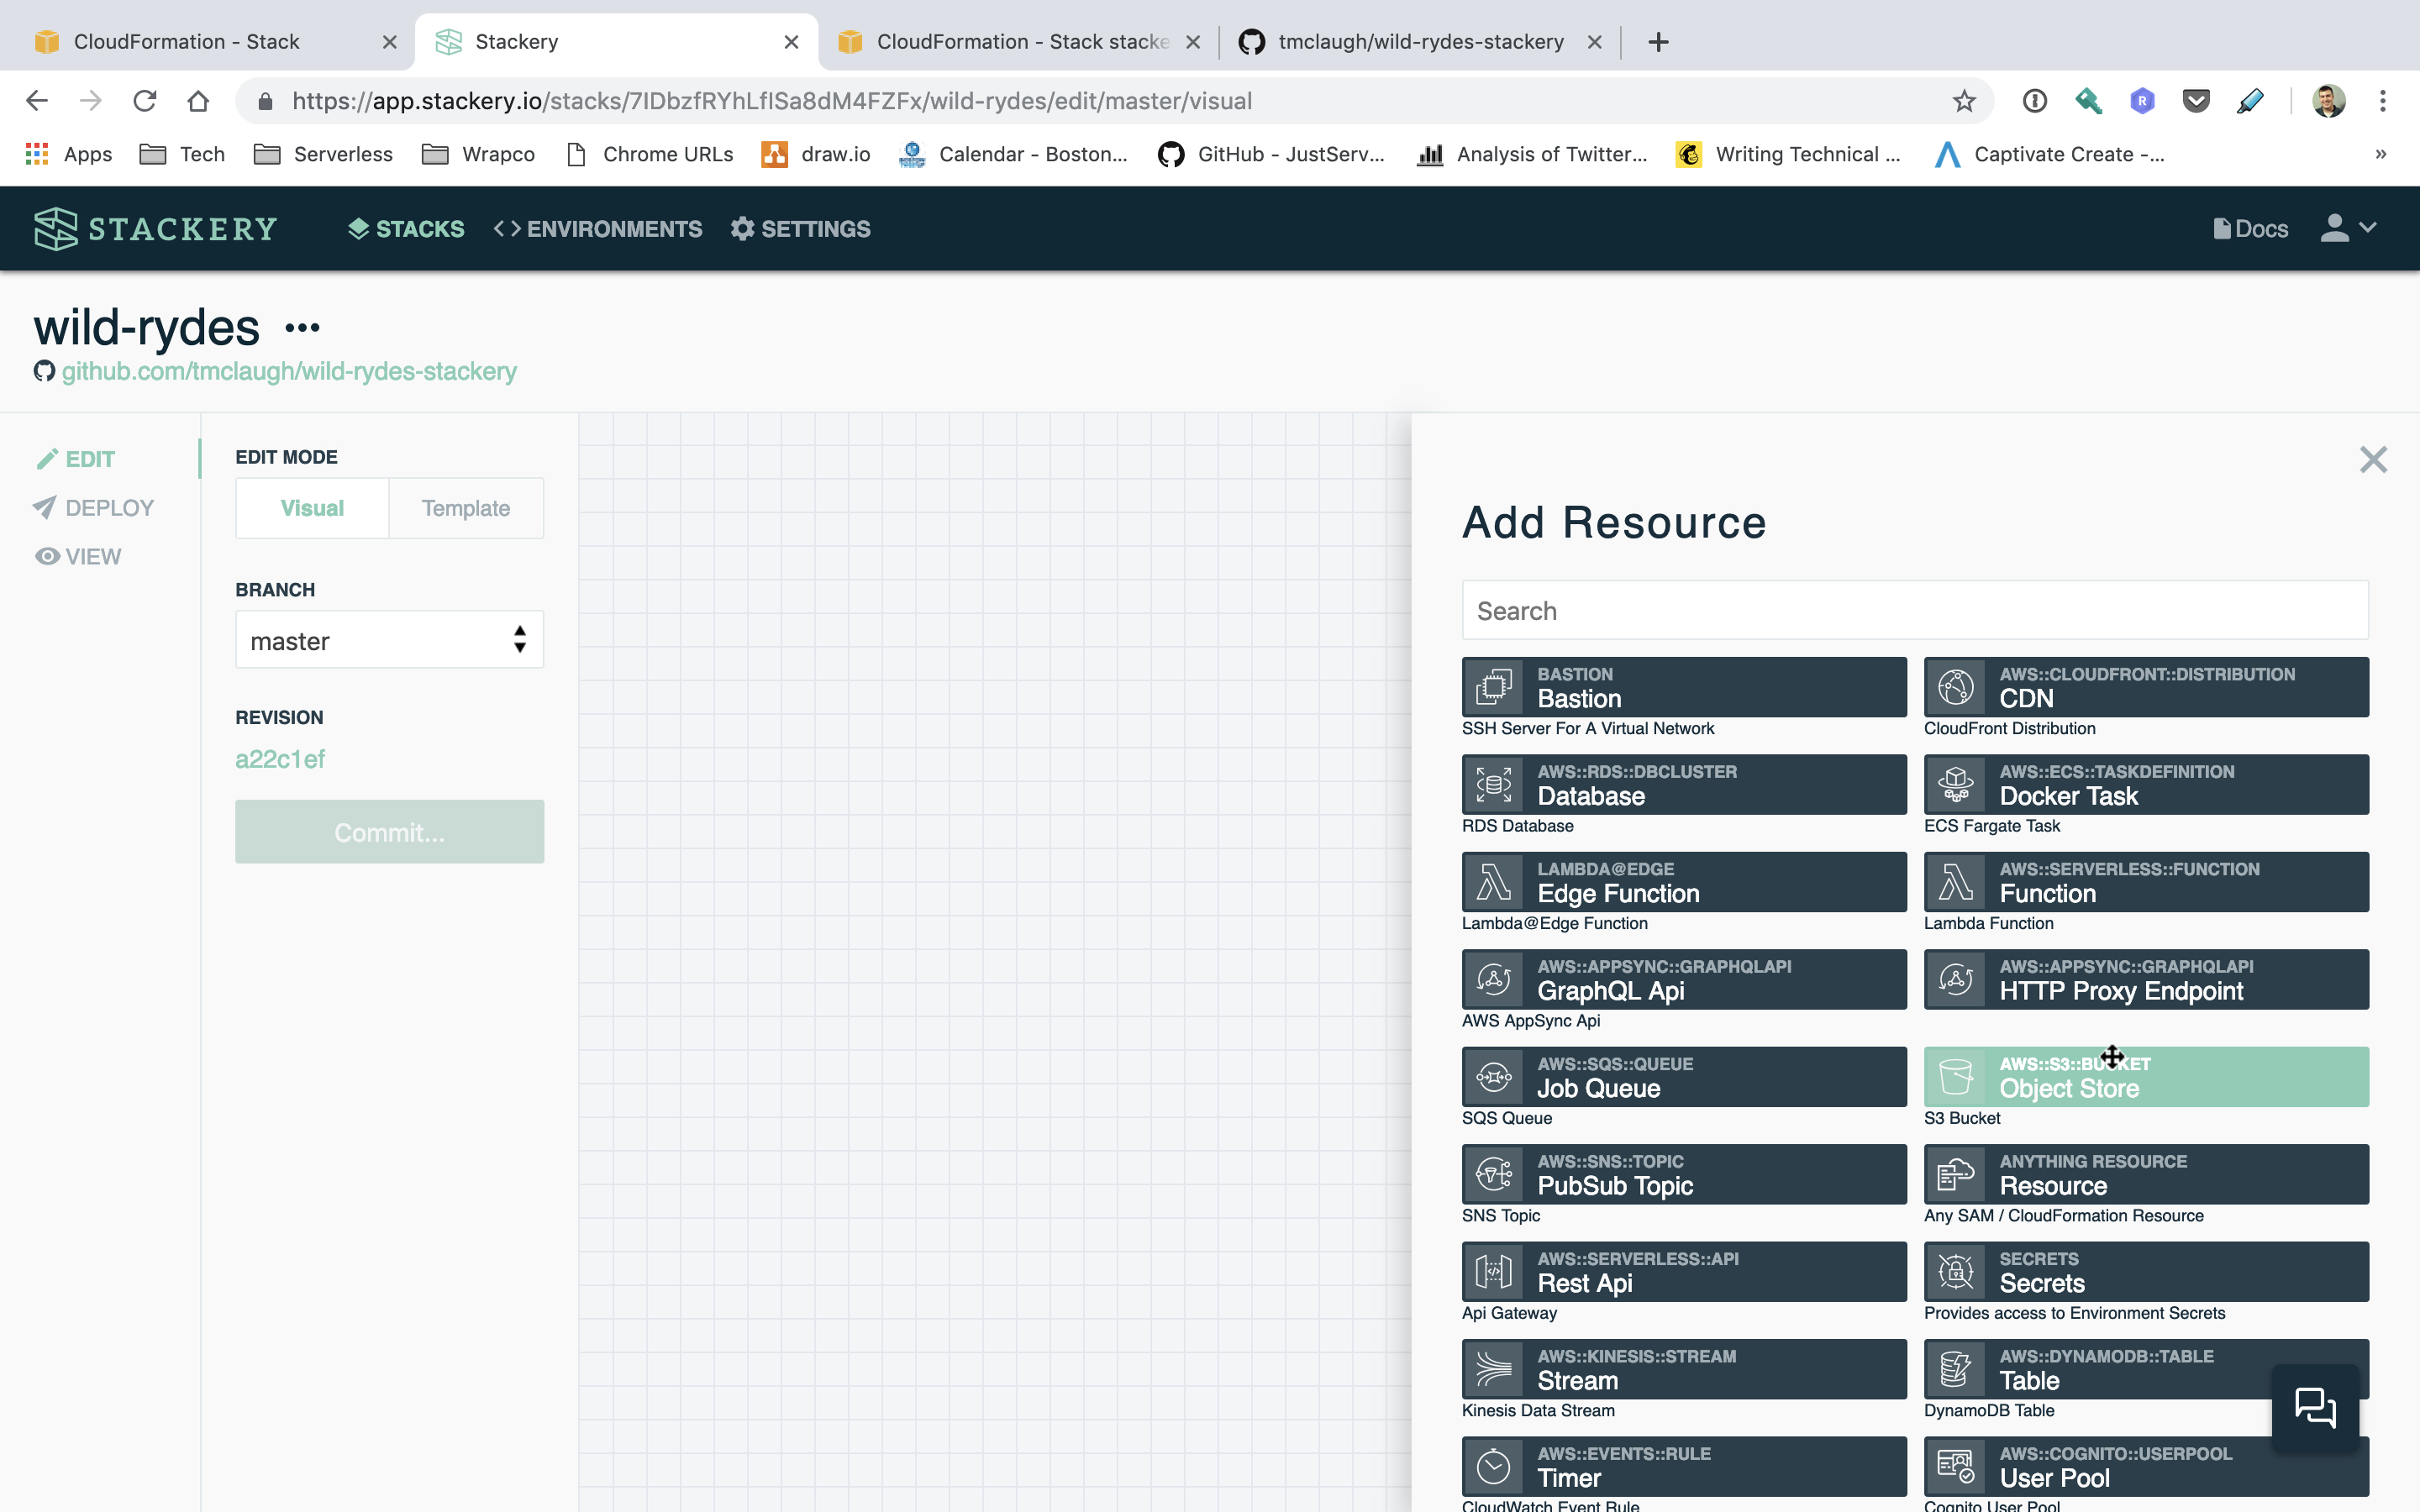 CloudFormation - Stack
Stackery
CloudFormation - Stack stacke
tmclaugh/wild-rydes-stackery
https://app.stackery.io/stacks/7IDbzfRYhLfISa8dM4FZFx/wild-rydes/edit/master/visual
Apps
Tech
Serverless
Wrapco
Chrome URLs
draw.io
Calendar - Boston...
GitHub - JustServ...
Analysis of Twitter...
Writing Technical ...
Captivate Create -...
»
STACKERY
STACKS
ENVIRONMENTS
SETTINGS
Docs
wild-rydes ...
github.com/tmclaugh/wild-rydes-stackery
EDIT
DEPLOY
VIEW
EDIT MODE
Visual
Template
BRANCH
master
REVISION
a22c1ef
Commit...
Add Resource
Search
BASTION
Bastion
SSH Server For A Virtual Network
AWS::CLOUDFRONT::DISTRIBUTION
CDN
CloudFront Distribution
AWS::RDS::DBCLUSTER
Database
RDS Database
AWS::ECS::TASKDEFINITION
Docker Task
ECS Fargate Task
LAMBDA@EDGE
Edge Function
Lambda@Edge Function
AWS::SERVERLESS::FUNCTION
Function
Lambda Function
AWS::APPSYNC::GRAPHQLAPI
GraphQL Api
AWS AppSync Api
AWS::APPSYNC::GRAPHQLAPI
HTTP Proxy Endpoint
AWS::SQS::QUEUE
Job Queue
SQS Queue
AWS::S3::BUCKET
Object Store
S3 Bucket
AWS::SNS::TOPIC
PubSub Topic
SNS Topic
ANYTHING RESOURCE
Resource
Any SAM / CloudFormation Resource
AWS::SERVERLESS::API
Rest Api
Api Gateway
SECRETS
Secrets
Provides access to Environment Secrets
AWS::KINESIS::STREAM
Stream
Kinesis Data Stream
AWS::DYNAMODB::TABLE
Table
DynamoDB Table
AWS::EVENTS::RULE
Timer
CloudWatch Event Rule
AWS::COGNITO::USERPOOL
User Pool
Cognito User Pool